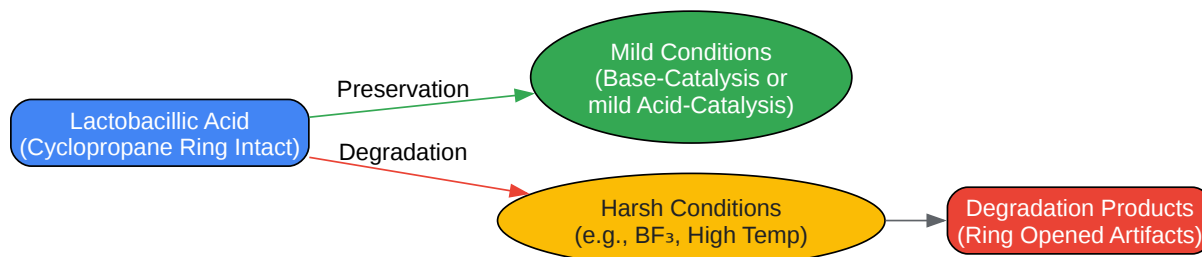 Lactobacillic Acid
(Cyclopropane Ring Intact)
Preservation
Degradation
Mild Conditions
(Base-Catalysis or
mild Acid-Catalysis)
Harsh Conditions
(e.g., BF₃, High Temp)
Degradation Products
(Ring Opened Artifacts)